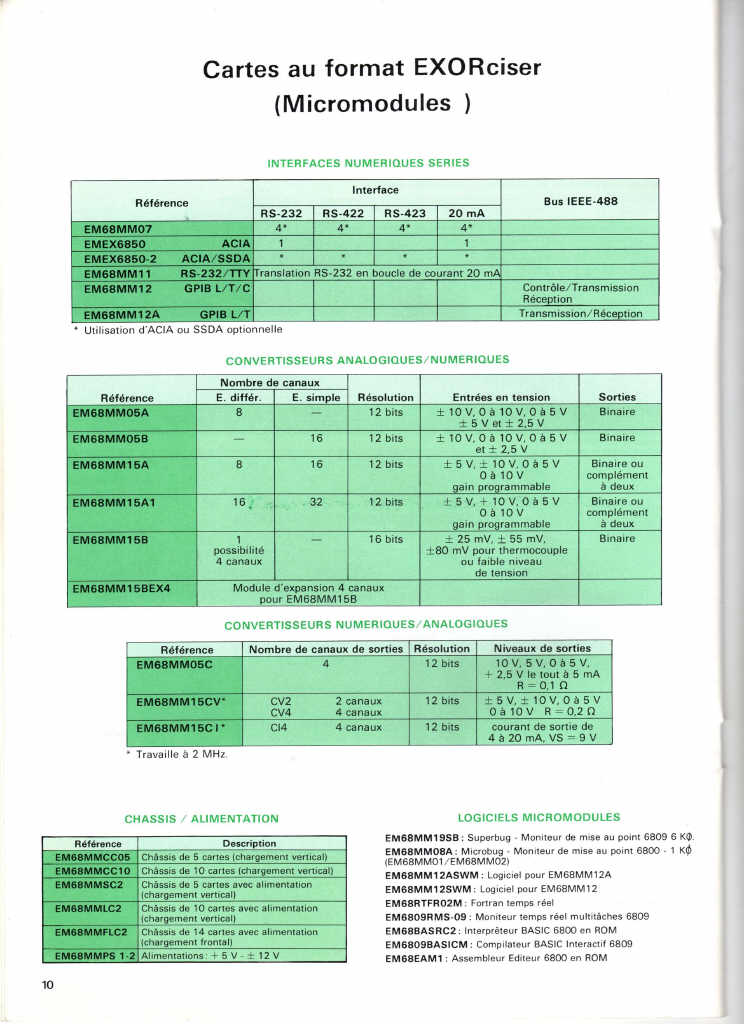 Cartes au format EXORciser
(Micromodules )
INTERFACES NUMERIQUES SERIES
Référence Interface Bus IEEE-488
RS-232 RS-422 RS-423 20 mA
EM68MM07 4* 4* 4* 4*
EMEX6850 ACIA 1 1
EMEX6850-2 ACIA/SSDA * * * *
EM68MM11 RS-232/TTY Translation RS-232 en boucle de courant 20 mA
EM68MM12 GPIB L/T/C Contrôle/Transmission
Réception
EM68MM12A GPIB L/T Transmission/Réception
* Utilisation d'ACIA ou SSDA optionnelle
CONVERTISSEURS ANALOGIQUES/NUMERIQUES
Nombre de canaux
Référence E. différ. E. simple Résolution Entrées en tension Sorties
EM68MM05A 8 — 12 bits ± 10 V, 0 à 10 V, 0 à 5 V Binaire
± 5 V et ± 2,5 V
EM68MM05B — 16 12 bits ± 10 V, 0 à 10 V, 0 à 5 V Binaire
et ± 2,5 V
EM68MM15A 8 16 12 bits ± 5 V, ± 10 V, 0 à 5 V Binaire ou
0 à 10 V complément
gain programmable à deux
EM68MM15A1 16 32 12 bits ± 5 V, + 10 V, 0 à 5 V Binaire ou
0 à 10 V complément
gain programmable à deux
EM68MM15B 1 — 16 bits ± 25 mV, ± 55 mV, Binaire
possibilité ±80 mV pour thermocouple
4 canaux ou faible niveau
de tension
EM68MM15BEX4 Module d'expansion 4 canaux
pour EM68MM15B
CONVERTISSEURS NUMERIQUES/ANALOGIQUES
Référence Nombre de canaux de sorties Résolution Niveaux de sorties
EM68MM05C 4 12 bits 10 V, 5 V, 0 à 5 V,
+ 2,5 V le tout à 5 mA
R = 0,1 Ω
EM68MM15CV* CV2 2 canaux 12 bits ± 5 V, ± 10 V, 0 à 5 V
CV4 4 canaux 0 à 10 V R = 0,2 Ω
EM68MM15CI* CI4 4 canaux 12 bits courant de sortie de
4 à 20 mA, VS = 9 V
* Travaille à 2 MHz.
CHASSIS / ALIMENTATION
Référence Description
EM68MMCC05 Châssis de 5 cartes (chargement vertical)
EM68MMCC10 Châssis de 10 cartes (chargement vertical)
EM68MMSC2 Châssis de 5 cartes avec alimentation
(chargement vertical)
EM68MMLC2 Châssis de 10 cartes avec alimentation
(chargement vertical)
EM68MMFLC2 Châssis de 14 cartes avec alimentation
(chargement frontal)
EM68MMPS 1-2 Alimentations : + 5 V - ± 12 V
LOGICIELS MICROMODULES
EM68MM19SB : Superbug - Moniteur de mise au point 6809 6 Kφ.
EM68MM08A : Microbug - Moniteur de mise au point 6800 - 1 Kφ
(EM68MM01/EM68MM02)
EM68MM12ASWM : Logiciel pour EM68MM12A
EM68MM12SWM : Logiciel pour EM68MM12
EM68RTFR02M : Fortran temps réel
EM6809RMS-09 : Moniteur temps réel multitâches 6809
EM68BASRC2 : Interprêteur BASIC 6800 en ROM
EM6809BASICM : Compilateur BASIC Interactif 6809
EM68EAM1 : Assembleur Editeur 6800 en ROM
10